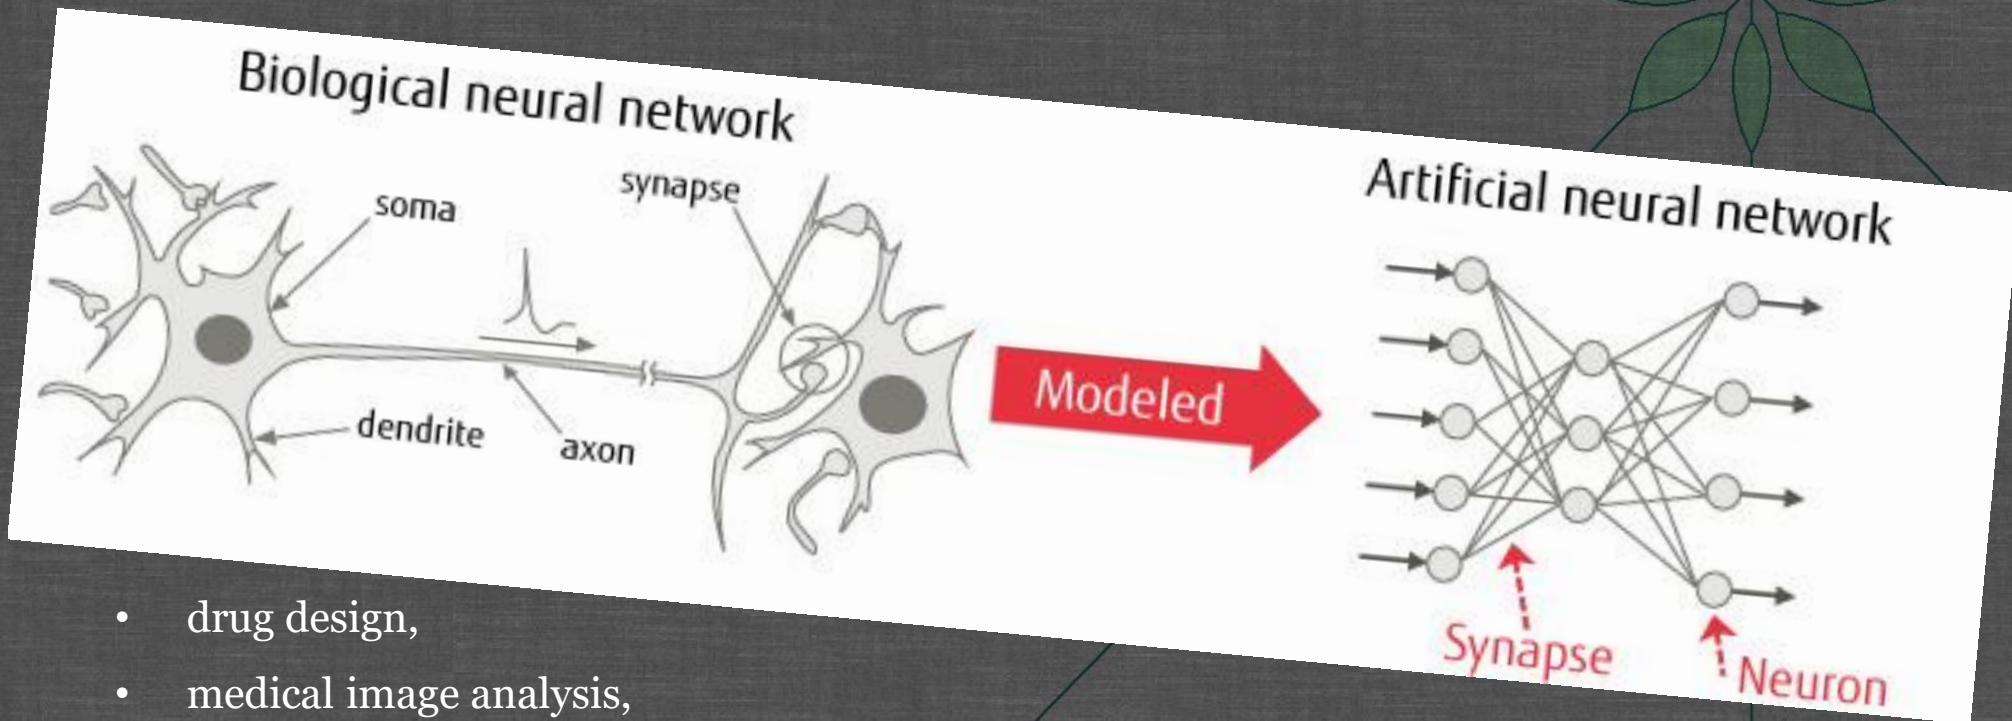 Biological neural network
soma
synapse
dendrite
axon
Modeled
Artificial neural network
Synapse
Neuron
• drug design,
• medical image analysis,